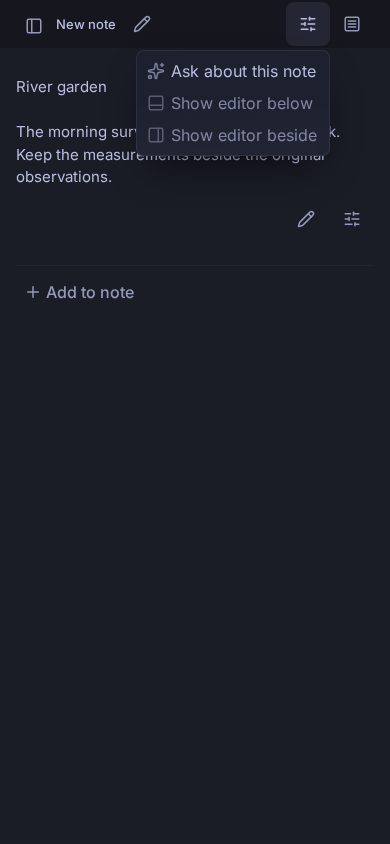 New note
Ask about this note
Show editor below
Show editor beside
River garden
The morning k.
Keep the measurements beside the original
observations.
Add to note